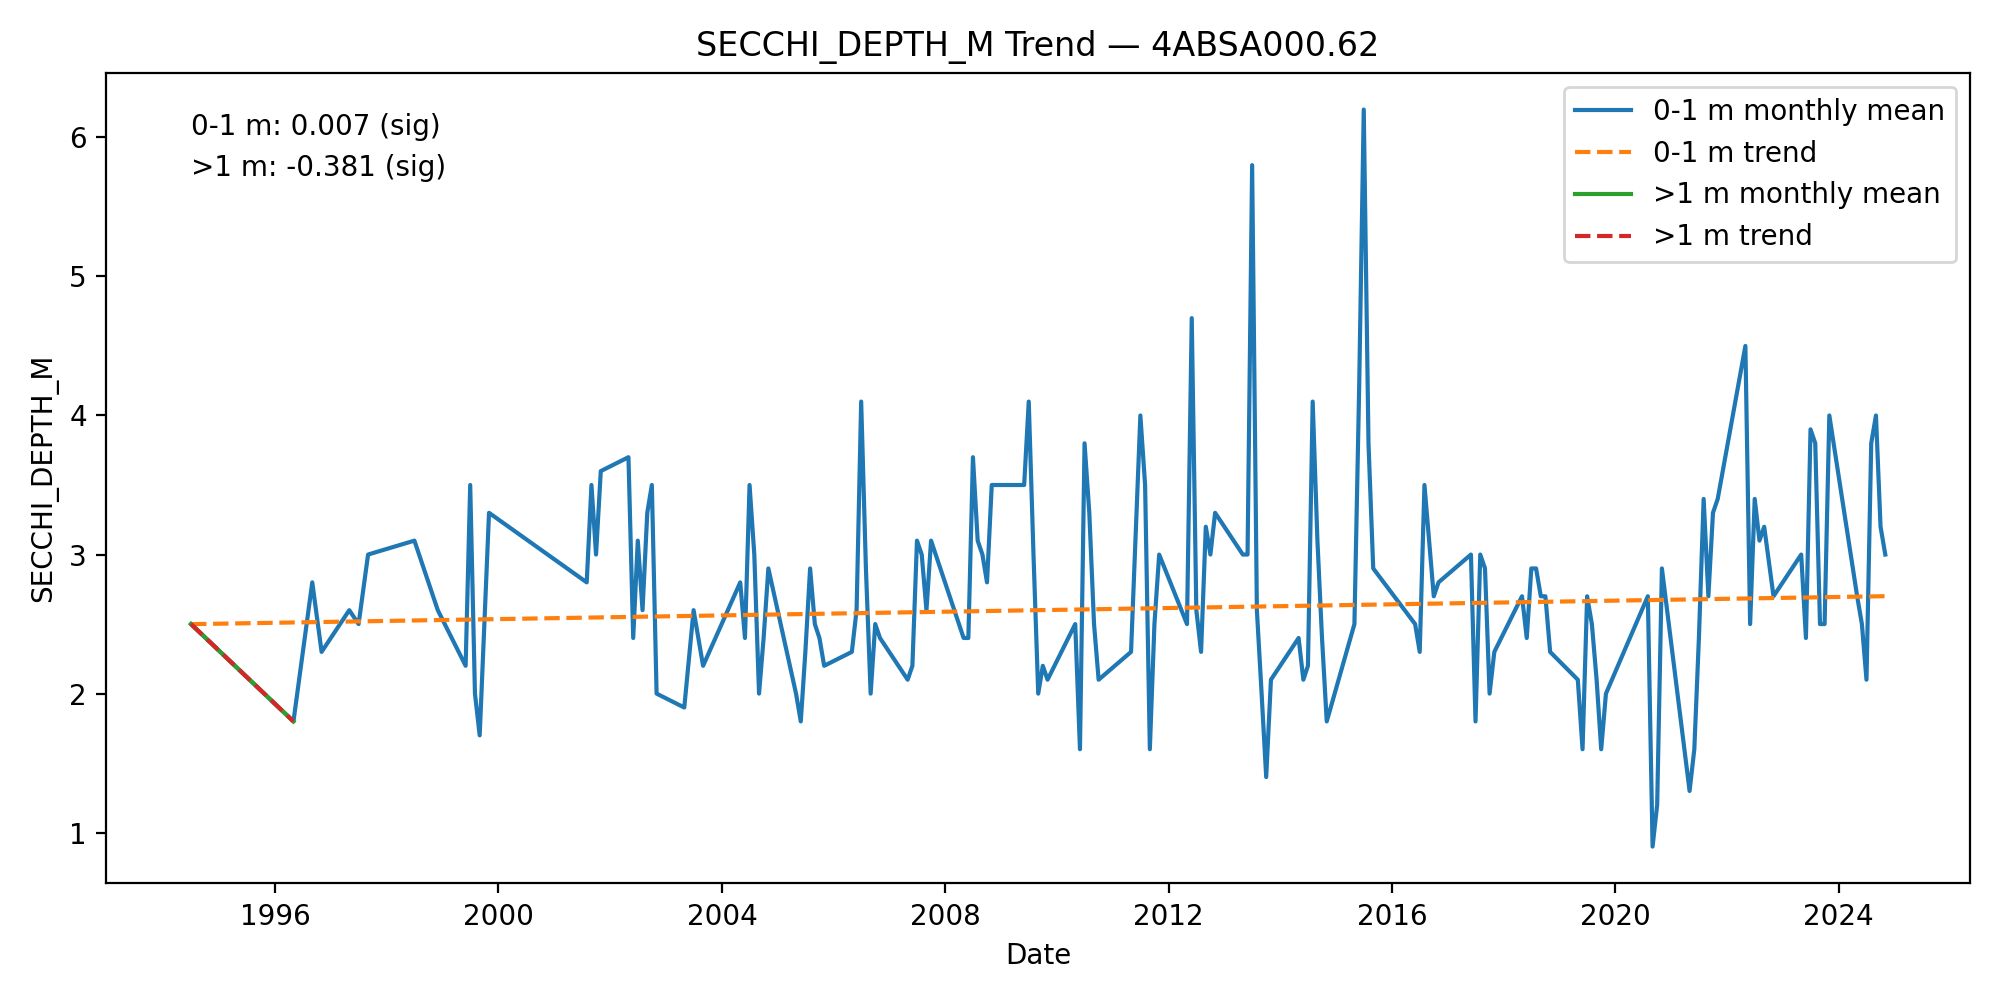 SECCHI_DEPTH_M Trend — 4ABSA000.62
0-1 m: 0.007 (sig)
>1 m: -0.381 (sig)
0-1 m monthly mean
0-1 m trend
>1 m monthly mean
>1 m trend
SECCHI_DEPTH_M
6
5
4
3
2
1
1996
2000
2004
2008
2012
2016
2020
2024
Date